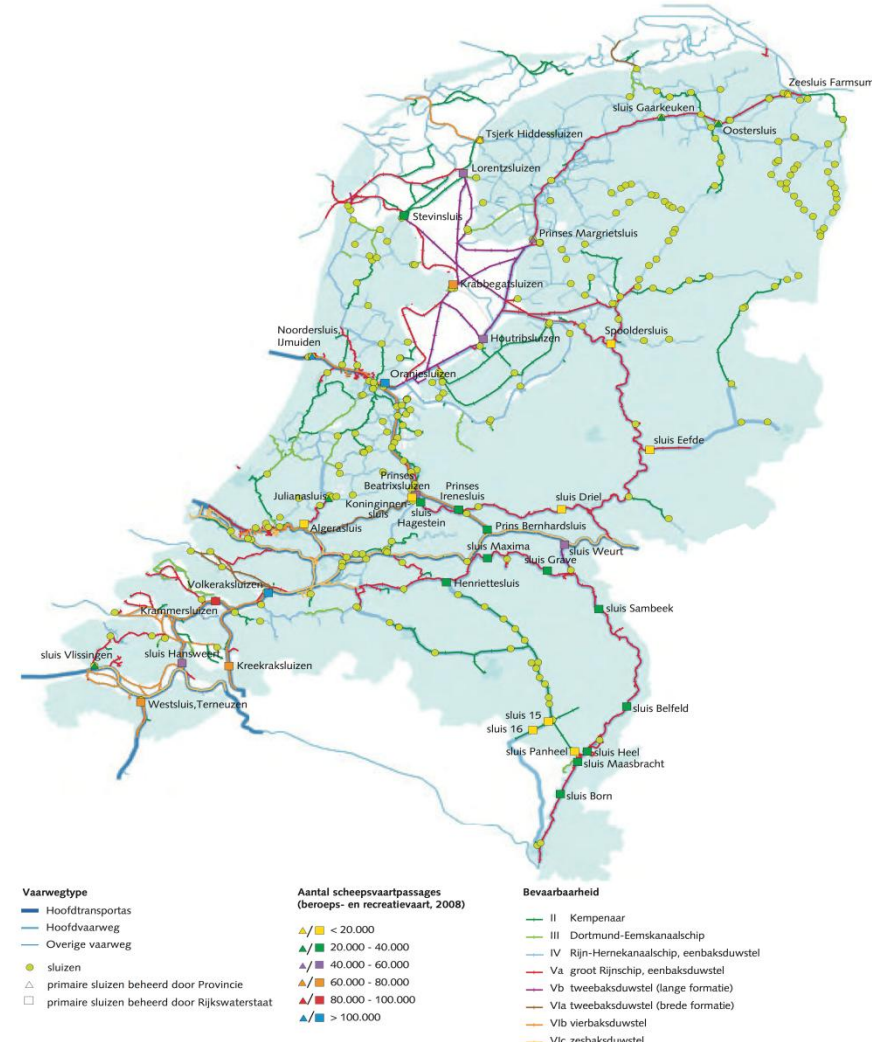 Zeesluis Farmsum
sluis Gaarkeuken
Oostersluis
Tsjerk Hiddessluizen
Lorentzsluizen
Stevinsluis
Prinses Margrietsluis
Krabbegatsluizen
Noordersluis,
IJmuiden
Houtribsluizen
Spooldersluis
Oranjesluizen
sluis Eefde
Prinses
Beatrixsluizen
Prinses
Irenesluis
sluis Driel
Julianasluis
Koninginnen-
sluis
sluis
Hagestein
Algerasluis
Prins Bernhardsluis
sluis Maxima
sluis Weurt
sluis Grave
Volkeraksluizen
Henriettesluis
Krammersluizen
sluis Sambeek
sluis Vlissingen
sluis Hansweert
Kreekraksluizen
Westsluis,Terneuzen
sluis Belfeld
sluis 15
sluis 16
sluis Panheel
sluis Heel
sluis Maasbracht
sluis Born
Vaarwegtype
Hoofdtransportas
Hoofdvaarweg
Overige vaarweg
sluizen
primaire sluizen beheerd door Provincie
primaire sluizen beheerd door Rijkswaterstaat
Aantal scheepsvaartpassages
(beroeps- en recreatievaart, 2008)
/ < 20.000
/ 20.000 - 40.000
/ 40.000 - 60.000
/ 60.000 - 80.000
/ 80.000 - 100.000
/ > 100.000
Bevaarbaarheid
II Kempenaar
III Dortmund-Eemskanaalschip
IV Rijn-Hernekanaalschip, eenbaksduwstel
Va groot Rijnschip, eenbaksduwstel
Vb tweebaksduwstel (lange formatie)
VIa tweebaksduwstel (brede formatie)
VIb vierbaksduwstel
VIc zesbaksduwstel